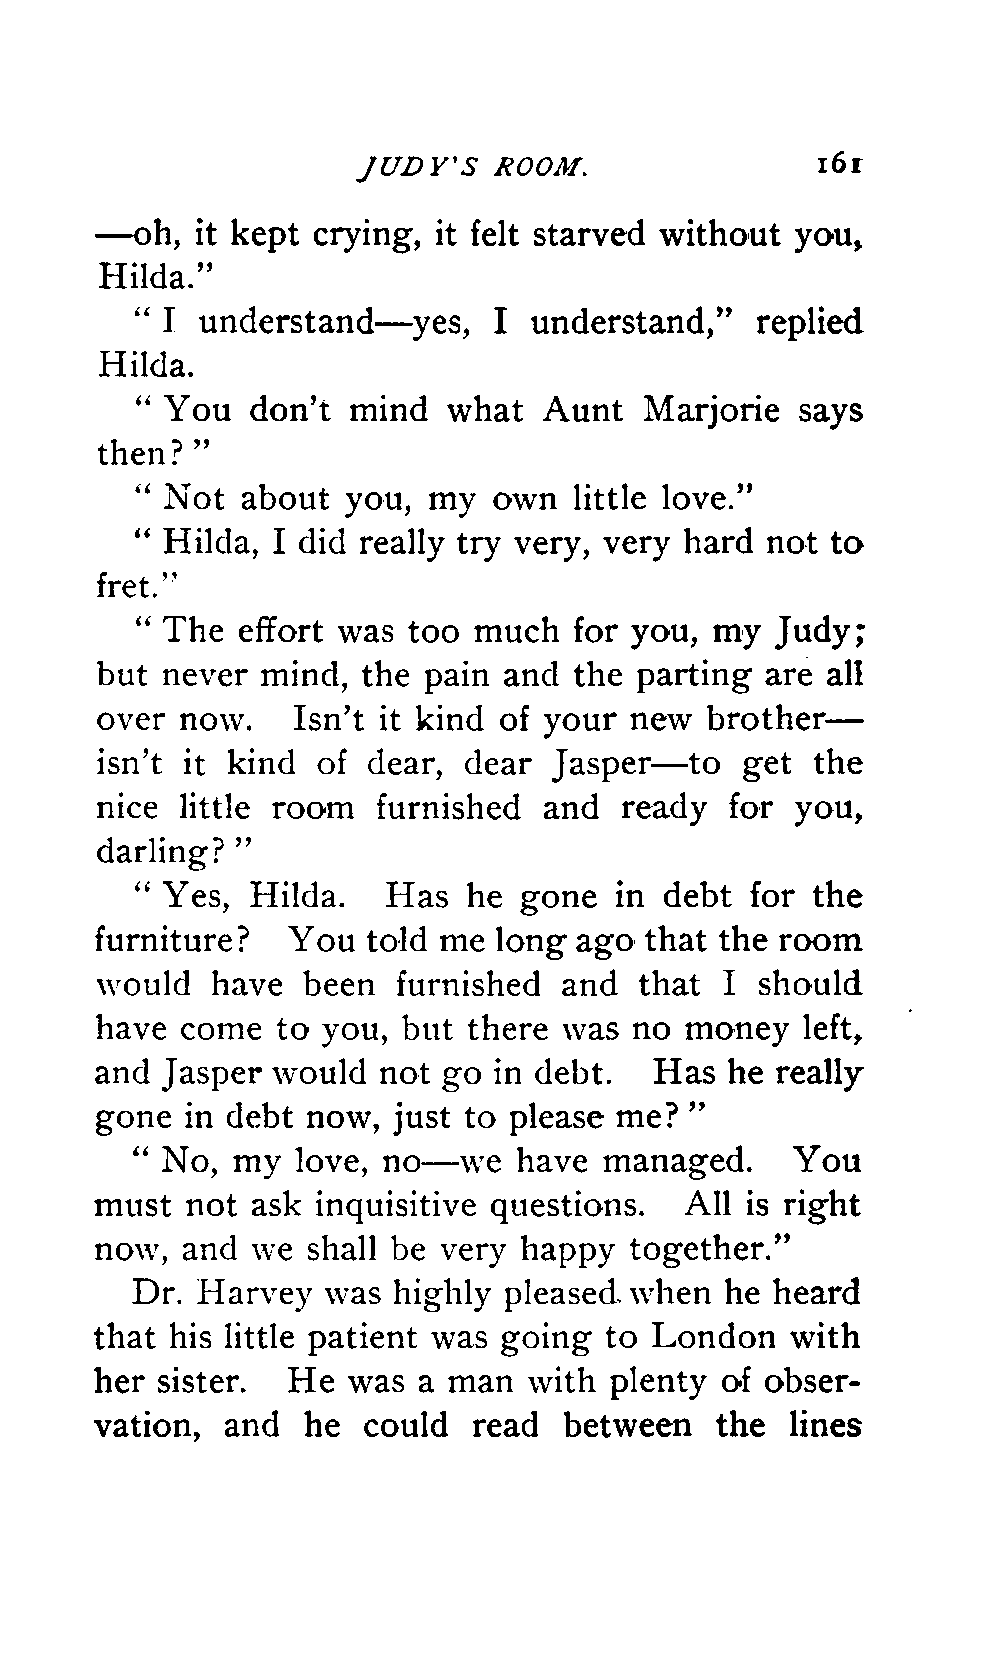 JUDY'S ROOM. 161
—oh, it kept crying, it felt starved without you,
Hilda."
" I understand—yes, I understand," replied
Hilda.
" You don't mind what Aunt Marjorie says
then? "
" Not about you, my own little love."
" Hilda, I did really try very, very hard not to
fret."
" The effort was too much for you, my Judy;
but never mind, the pain and the parting are all
over now. Isn't it kind of your new brother—
isn't it kind of dear, dear Jasper—to get the
nice little room furnished and ready for you,
darling? "
" Yes, Hilda. Has he gone in debt for the
furniture? You told me long ago that the room
would have been furnished and that I should
have come to you, but there was no money left,
and Jasper would not go in debt. Has he really
gone in debt now, just to please me? "
" No, my love, no—we have managed. You
must not ask inquisitive questions. All is right
now, and we shall be very happy together."
Dr. Harvey was highly pleased when he heard
that his little patient was going to London with
her sister. He was a man with plenty of obser-
vation, and he could read between the lines